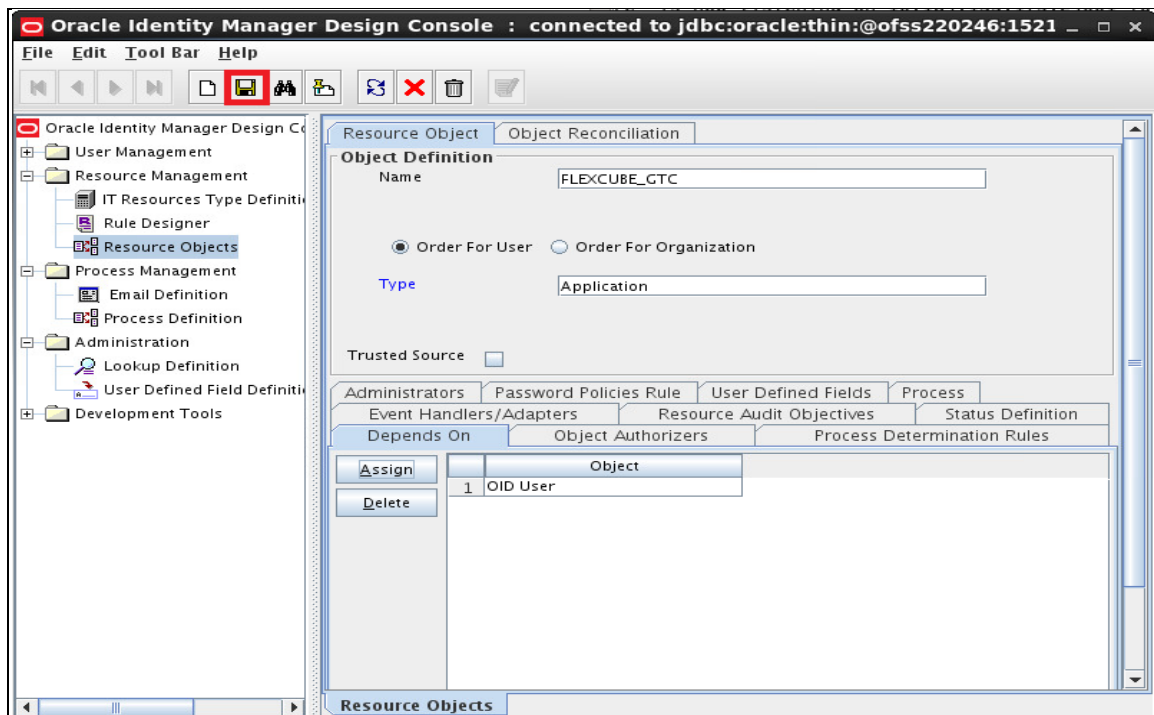 Oracle Identity Manager Design Console : connected to jdbc:oracle:thin:@ofss220246:1521
File Edit Tool Bar Help
Oracle Identity Manager Design Co
User Management
Resource Management
IT Resources Type Definiti
Rule Designer
Resource Objects
Process Management
Email Definition
Process Definition
Administration
Lookup Definition
User Defined Field Definiti
Development Tools
Resource Object Object Reconciliation
Object Definition
Name FLEXCUBE_GTC
Order For User Order For Organization
Type Application
Trusted Source
Administrators Password Policies Rule User Defined Fields Process
Event Handlers/Adapters Resource Audit Objectives Status Definition
Depends On Object Authorizers Process Determination Rules
Assign
Delete
Object
1 OID User
Resource Objects